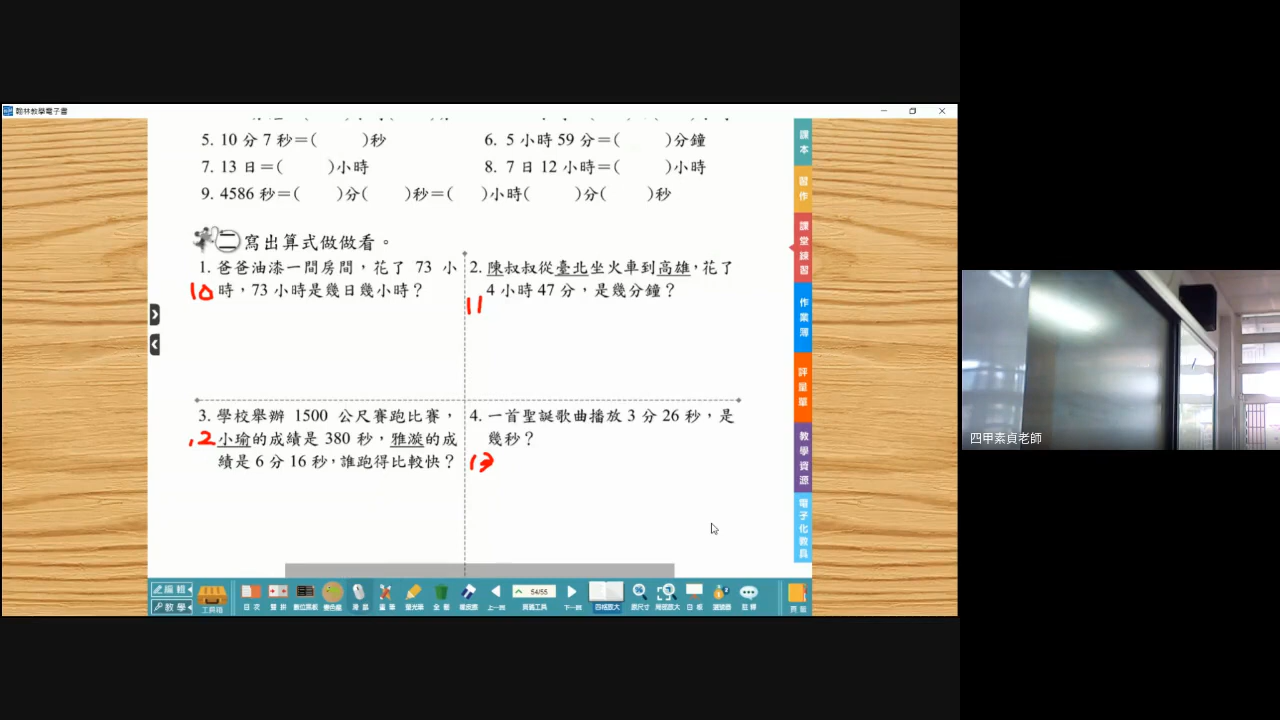 翰林教學電子書
5. 10 分 7 秒＝(　　)秒
6. 5 小時 59 分＝(　　)分鐘
7. 13 日＝(　　)小時
8. 7 日 12 小時＝(　　)小時
9. 4586 秒＝(　　)分(　　)秒＝(　　)小時(　　)分(　　)秒
二 寫出算式做做看。
1. 爸爸油漆一間房間，花了 73 小
時，73 小時是幾日幾小時？
10
2. 陳叔叔從臺北坐火車到高雄，花了
4 小時 47 分，是幾分鐘？
11
3. 學校舉辦 1500 公尺賽跑比賽，
小瑜的成績是 380 秒，雅漩的成
績是 6 分 16 秒，誰跑得比較快？
12
4. 一首聖誕歌曲播放 3 分 26 秒，是
幾秒？
13
課本
習作
課堂練習
作業簿
評量單
教學資源
電子化教具
編輯
教學
工具箱
目次
54/55
四甲素貞老師